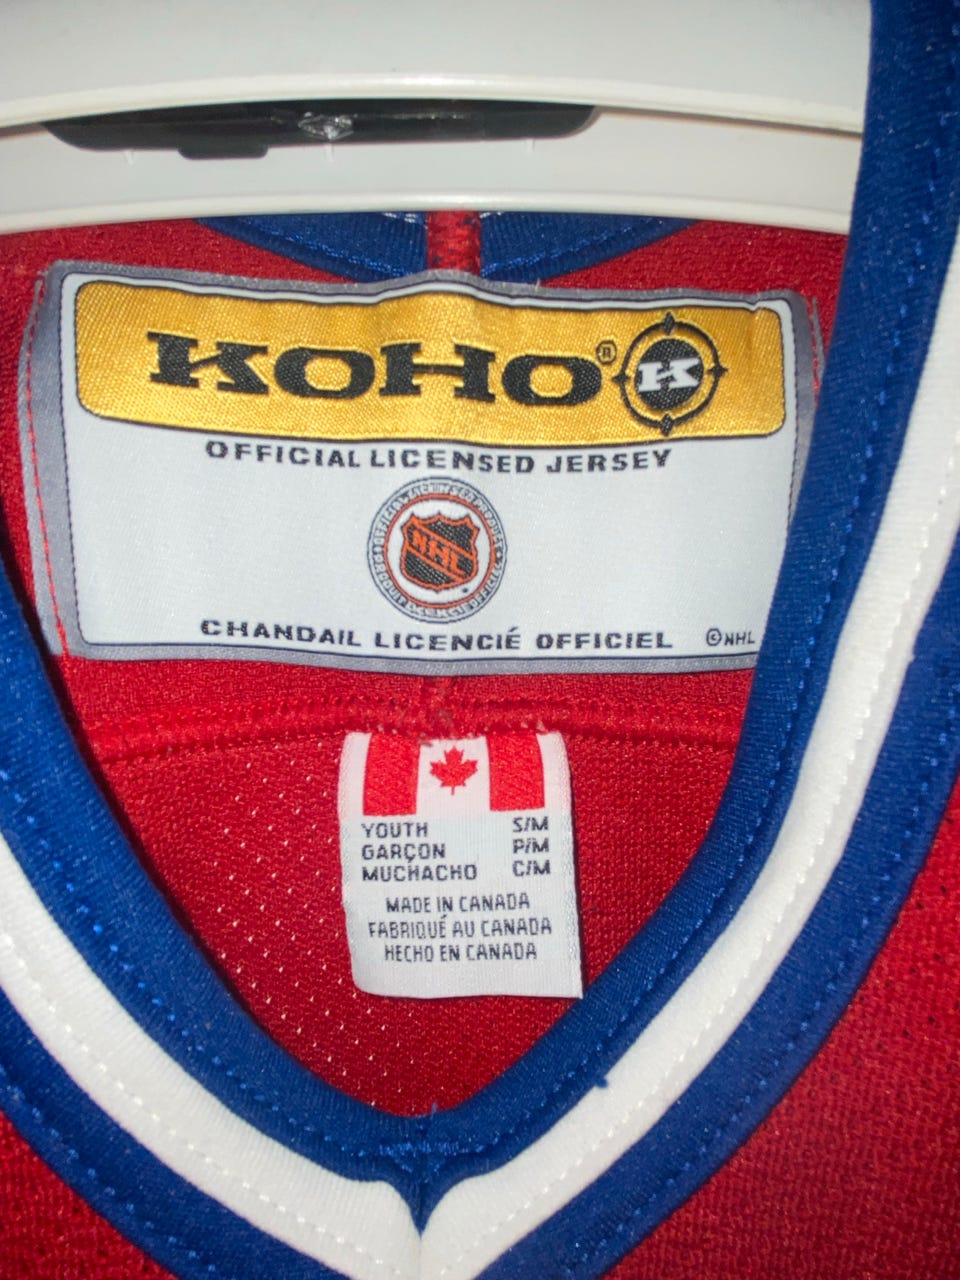 KOHO® K
OFFICIAL LICENSED JERSEY
NHL
CHANDAIL LICENCIÉ OFFICIEL ©NHL
YOUTH S/M
GARÇON P/M
MUCHACHO C/M
MADE IN CANADA
FABRIQUÉ AU CANADA
HECHO EN CANADA